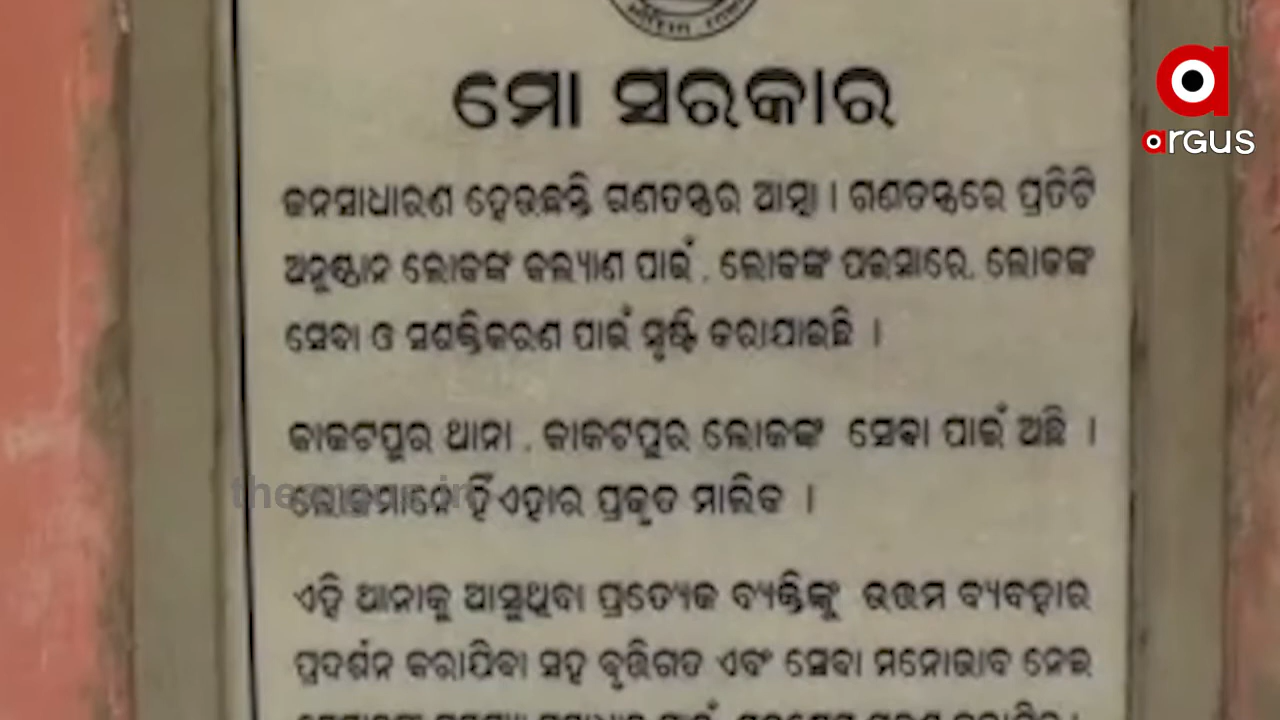 ମୋ ସରକାର
argus
ଜନସାଧାରଣ ହେଉଛନ୍ତି ଗଣତନ୍ତ୍ରର ଆତ୍ମା । ଗଣତନ୍ତ୍ରରେ ପ୍ରତିଟି
ଅନୁଷ୍ଠାନ ଲୋକଙ୍କ କଲ୍ୟାଣ ପାଇଁ , ଲୋକଙ୍କ ପଇସାରେ, ଲୋକଙ୍କ
ସେବା ଓ ସଶକ୍ତିକରଣ ପାଇଁ ସୃଷ୍ଟି କରାଯାଇଛି ।
କାକଟପୁର ଥାନା , କାକଟପୁର ଲୋକଙ୍କ ସେବା ପାଇଁ ଅଛି ।
ଲୋକମାନେ ହିଁ ଏହାର ପ୍ରକୃତ ମାଲିକ ।
ଏହି ଥାନାକୁ ଆସୁଥିବା ପ୍ରତ୍ୟେକ ବ୍ୟକ୍ତିଙ୍କୁ ଉତ୍ତମ ବ୍ୟବହାର
ପ୍ରଦର୍ଶନ କରାଯିବା ସହ ବୃତ୍ତିଗତ ଏବଂ ସେବା ମନୋଭାବ ନେଇ